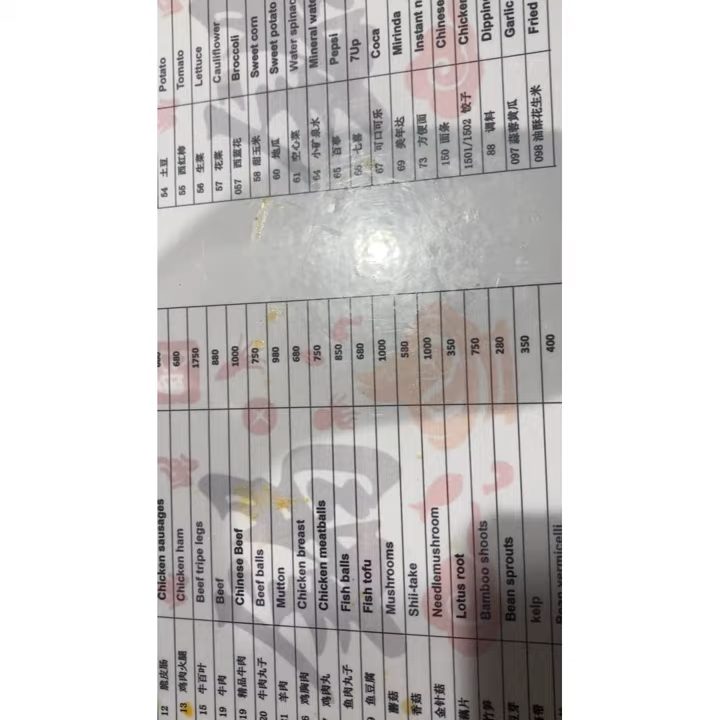 12 脆皮肠 Chicken sausages
13 鸡肉火腿 Chicken ham 680
15 牛百叶 Beef tripe legs 1750
19 牛肉 Beef 880
19 精品牛肉 Chinese Beef 1000
20 牛肉丸子 Beef balls 750
羊肉 Mutton 980
鸡胸肉 Chicken breast 680
鸡肉丸 Chicken meatballs 750
鱼肉丸子 Fish balls 850
鱼豆腐 Fish tofu 680
蘑菇 Mushrooms 1000
香菇 Shii-take 580
金针菇 Needlemushroom 1000
藕片 Lotus root 350
竹笋 Bamboo shoots 750
Bean sprouts 280
kelp 350
Bean vermicelli 400
54 土豆 Potato
55 西红柿 Tomato
56 生菜 Lettuce
57 花菜 Cauliflower
057 西蓝花 Broccoli
58 甜玉米 Sweet corn
60 地瓜 Sweet potato
61 空心菜 Water spinac
64 小矿泉水 Mineral wate
65 百事 Pepsi
66 七喜 7Up
67 可口可乐 Coca
69 美年达 Mirinda
73 方便面 Instant n
150 面条 Chinese
1501/1502 饺子 Chicken
88 调料 Dipping
097 蒜蓉黄瓜 Garlic
098 油酥花生米 Fried